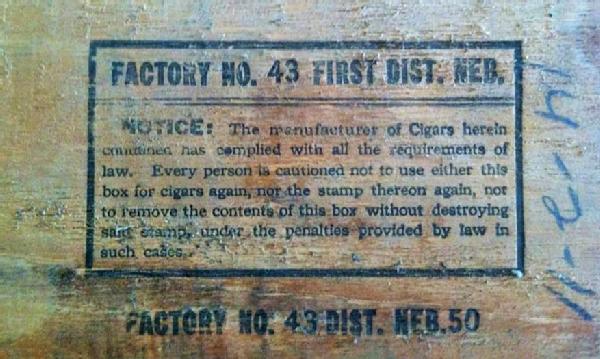 FACTORY NO. 43 FIRST DIST. NEB.
NOTICE: The manufacturer of Cigars herein
contained has complied with all the requirements of
law. Every person is cautioned not to use either this
box for cigars again, nor the stamp thereon again, nor
to remove the contents of this box without destroying
said stamp, under the penalties provided by law in
such cases.
FACTORY NO. 43 DIST. NEB. 50